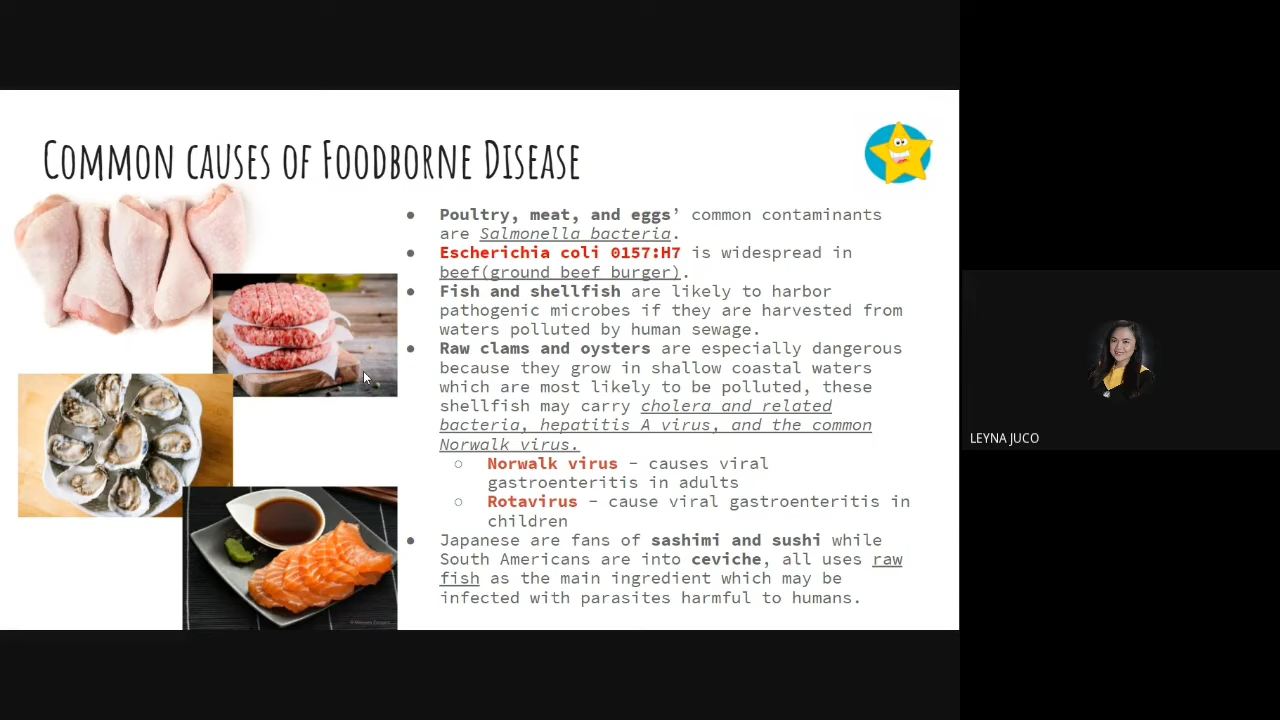 Common causes of Foodborne Disease
● Poultry, meat, and eggs’ common contaminants
are Salmonella bacteria.
● Escherichia coli 0157:H7 is widespread in
beef(ground beef burger).
● Fish and shellfish are likely to harbor
pathogenic microbes if they are harvested from
waters polluted by human sewage.
● Raw clams and oysters are especially dangerous
because they grow in shallow coastal waters
which are most likely to be polluted, these
shellfish may carry cholera and related
bacteria, hepatitis A virus, and the common
Norwalk virus.
○ Norwalk virus – causes viral
gastroenteritis in adults
○ Rotavirus – cause viral gastroenteritis in
children
● Japanese are fans of sashimi and sushi while
South Americans are into ceviche, all uses raw
fish as the main ingredient which may be
infected with parasites harmful to humans.
LEYNA JUCO